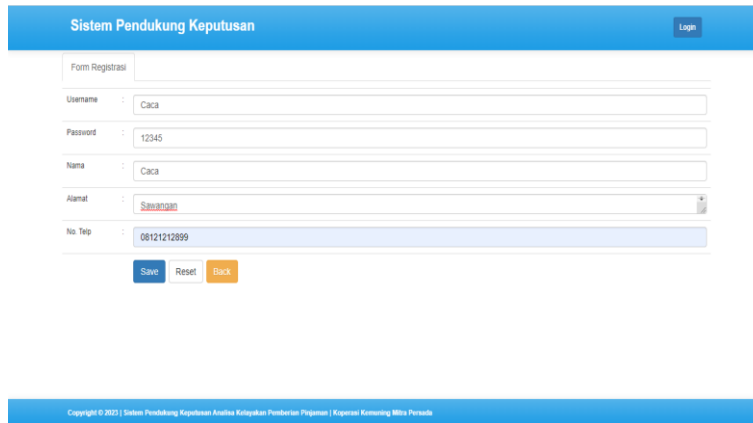 Sistem Pendukung Keputusan
Login
Form Registrasi
Username : Caca
Password : 12345
Nama : Caca
Alamat : Sawangan
No. Telp : 08121212899
Save Reset Back
Copyright © 2023 | Sistem Pendukung Keputusan Analisa Kelayakan Pemberian Pinjaman | Koperasi Kemuning Mitra Persada